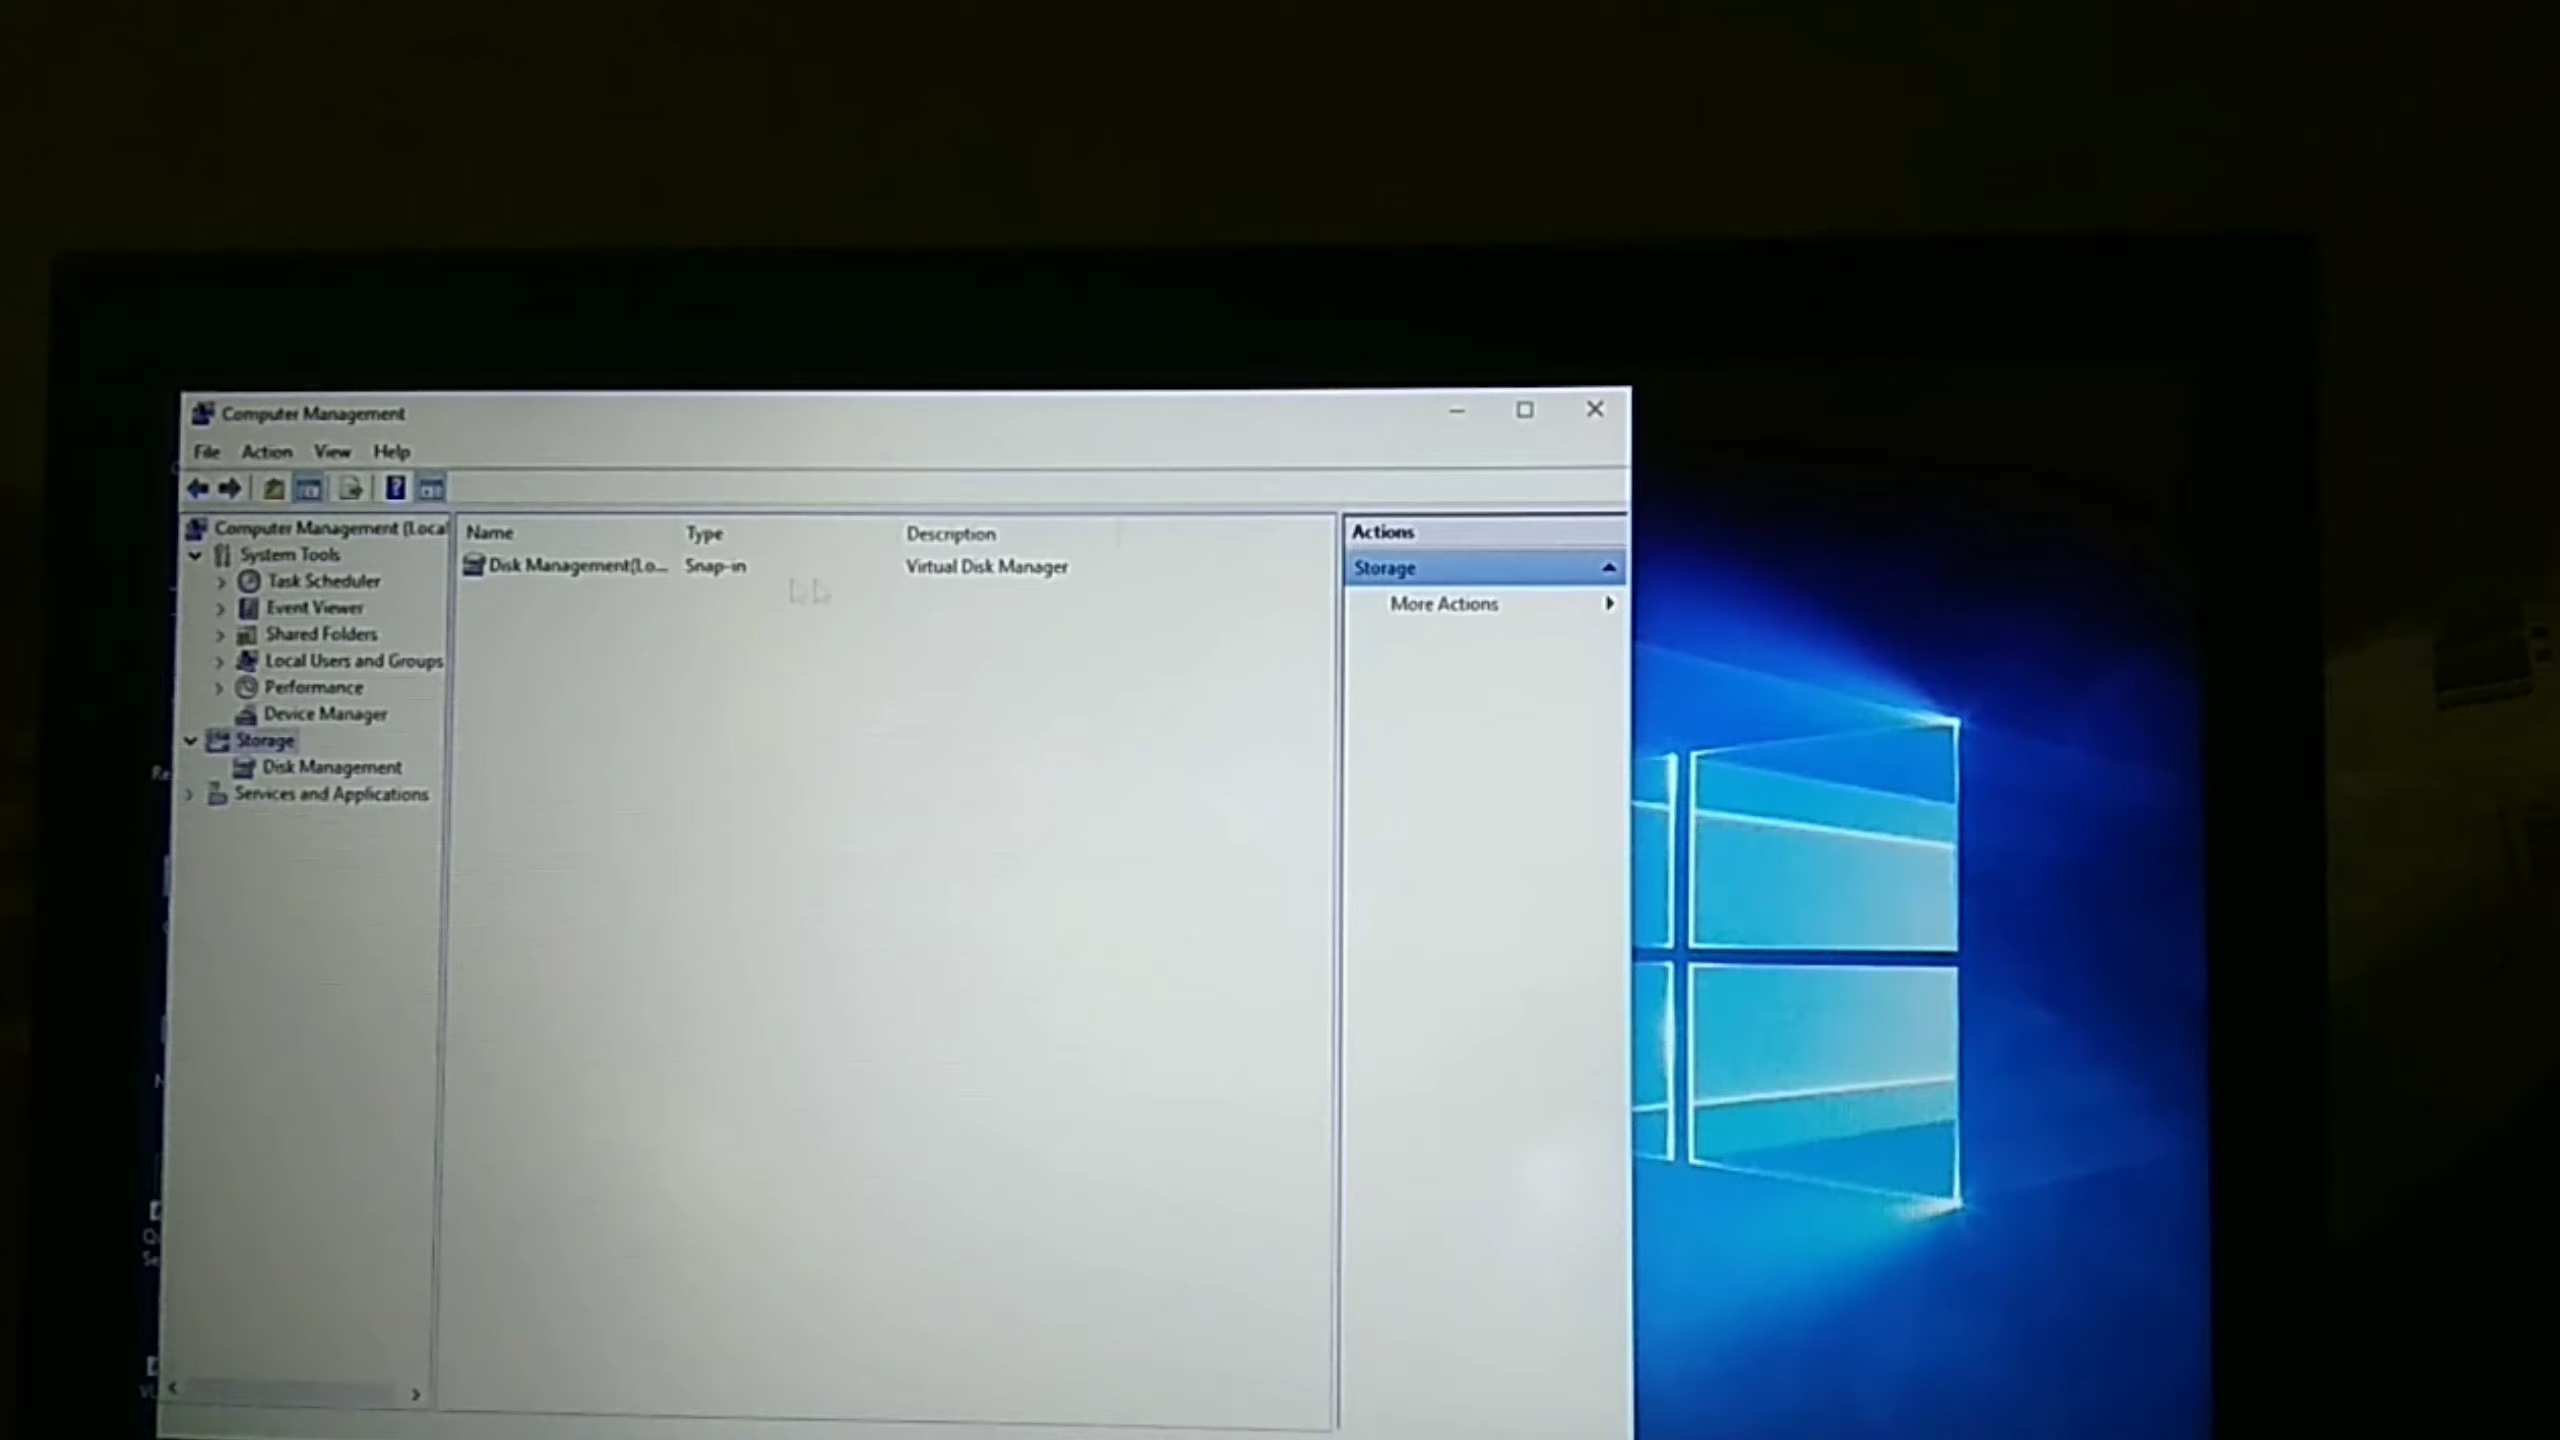 Computer Management
File Action View Help
Computer Management (Local
System Tools
Task Scheduler
Event Viewer
Shared Folders
Local Users and Groups
Performance
Device Manager
Storage
Disk Management
Services and Applications
Name Type Description
Disk Management(Lo... Snap-in Virtual Disk Manager
Actions
Storage
More Actions
Re